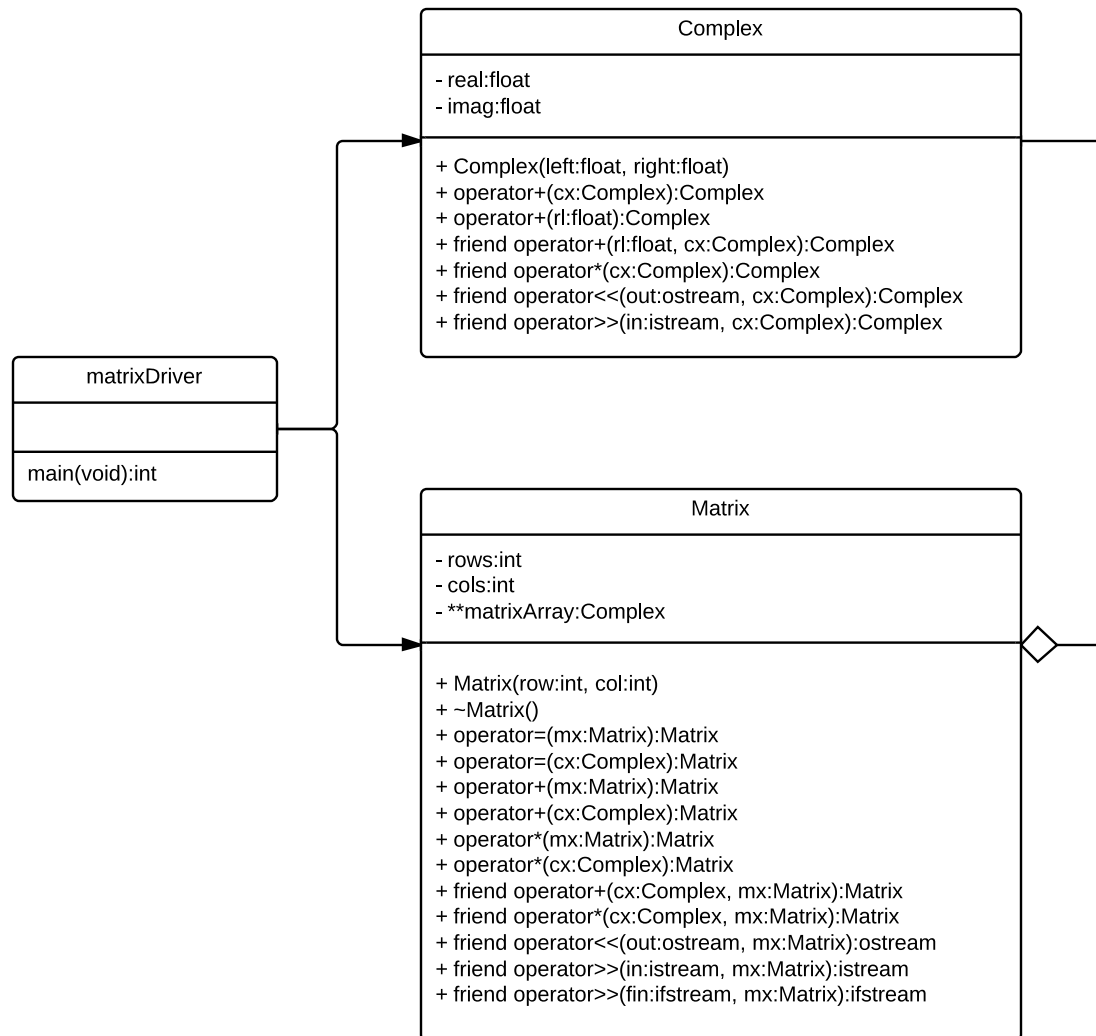 Complex
- real:float
- imag:float
+ Complex(left:float, right:float)
+ operator+(cx:Complex):Complex
+ operator+(rl:float):Complex
+ friend operator+(rl:float, cx:Complex):Complex
+ friend operator*(cx:Complex):Complex
+ friend operator<<(out:ostream, cx:Complex):Complex
+ friend operator>>(in:istream, cx:Complex):Complex
matrixDriver
main(void):int
Matrix
- rows:int
- cols:int
- **matrixArray:Complex
+ Matrix(row:int, col:int)
+ ~Matrix()
+ operator=(mx:Matrix):Matrix
+ operator=(cx:Complex):Matrix
+ operator+(mx:Matrix):Matrix
+ operator+(cx:Complex):Matrix
+ operator*(mx:Matrix):Matrix
+ operator*(cx:Complex):Matrix
+ friend operator+(cx:Complex, mx:Matrix):Matrix
+ friend operator*(cx:Complex, mx:Matrix):Matrix
+ friend operator<<(out:ostream, mx:Matrix):ostream
+ friend operator>>(in:istream, mx:Matrix):istream
+ friend operator>>(fin:ifstream, mx:Matrix):ifstream